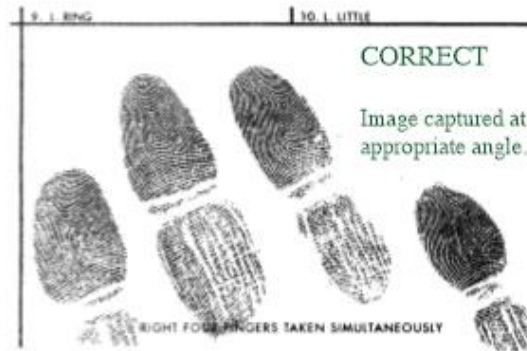 9. L. RING
10. L. LITTLE
CORRECT
Image captured at
appropriate angle.
RIGHT FOUR FINGERS TAKEN SIMULTANEOUSLY